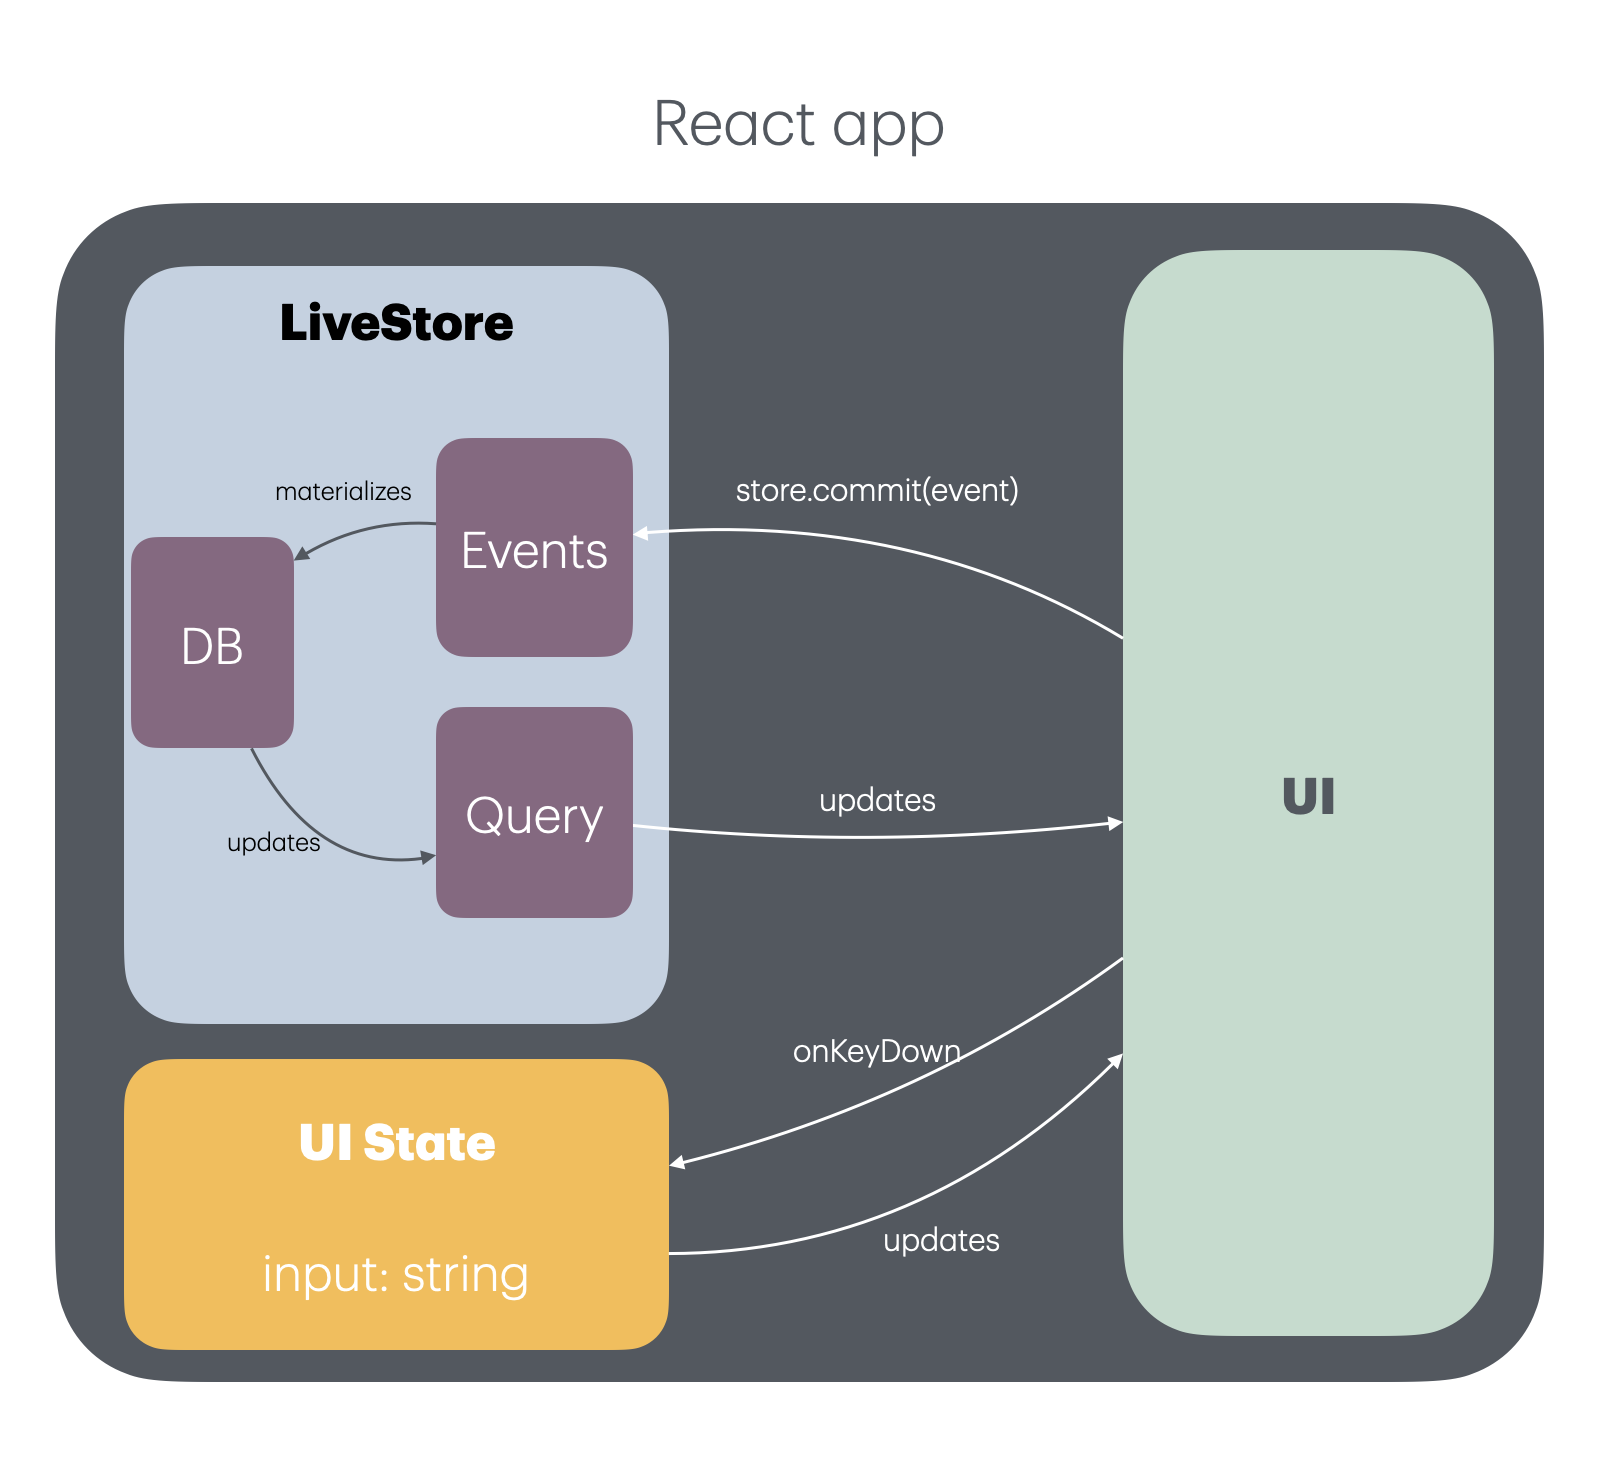 React app
LiveStore
materializes
Events
store.commit(event)
DB
Query
updates
updates
UI
onKeyDown
UI State
updates
input: string